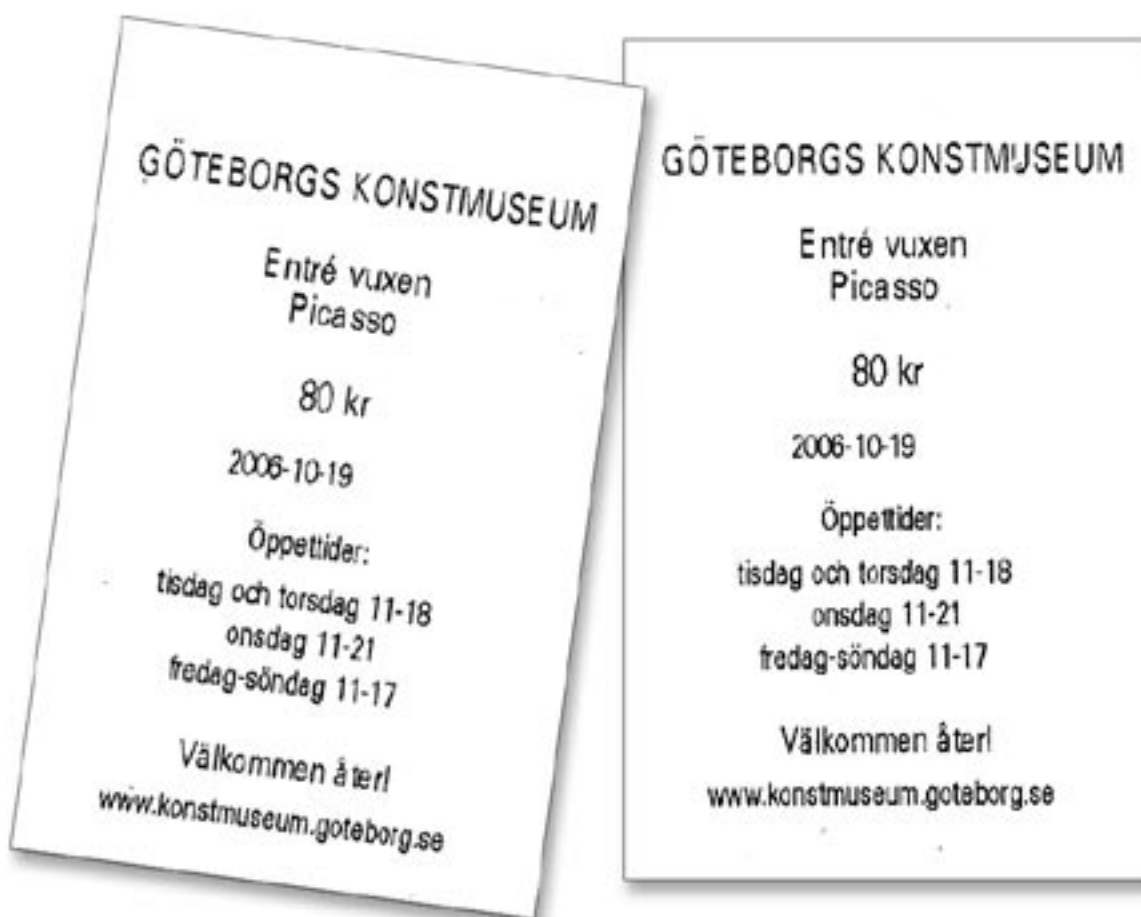 GÖTEBORGS KONSTMUSEUM
Entré vuxen
Picasso
80 kr
2006-10-19
Öppettider:
tisdag och torsdag 11-18
onsdag 11-21
fredag-söndag 11-17
Välkommen åter!
www.konstmuseum.goteborg.se
GÖTEBORGS KONSTMUSEUM
Entré vuxen
Picasso
80 kr
2006-10-19
Öppettider:
tisdag och torsdag 11-18
onsdag 11-21
fredag-söndag 11-17
Välkommen åter!
www.konstmuseum.goteborg.se